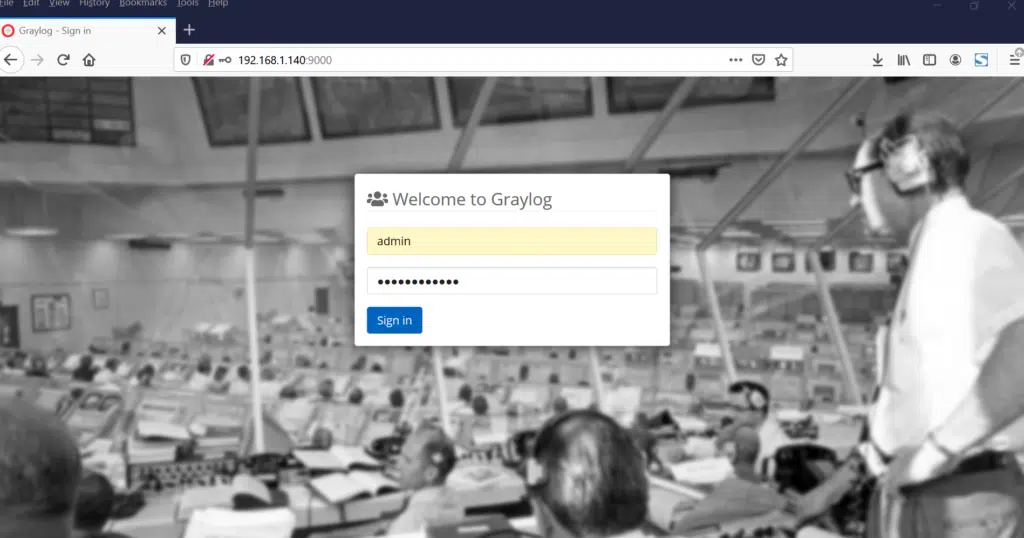 File Edit View History Bookmarks Tools Help
Graylog - Sign in
192.168.1.140:9000
Welcome to Graylog
admin
••••••••••••
Sign in